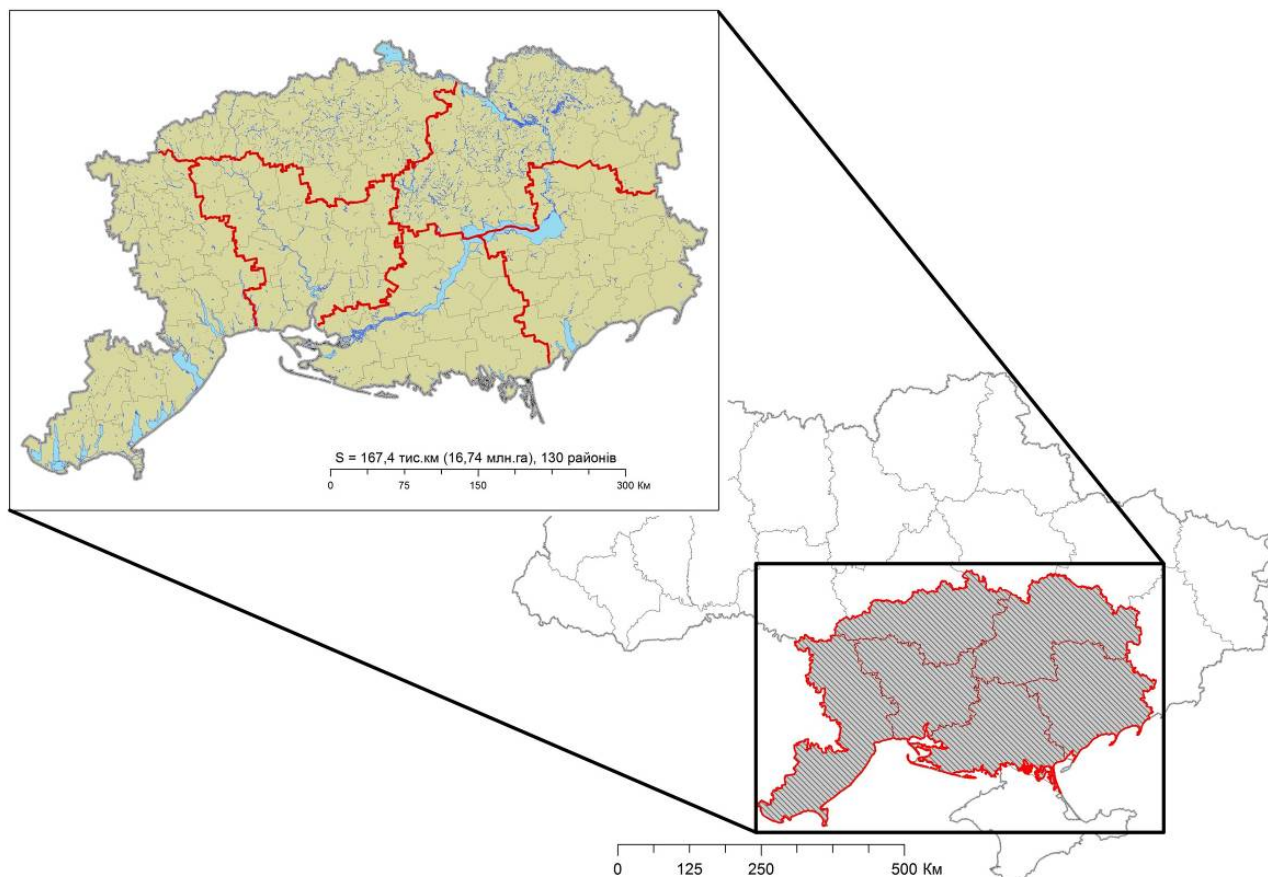 S = 167,4 тис.км (16,74 млн.га), 130 районів
0 75 150 300 Км
0 125 250 500 Км